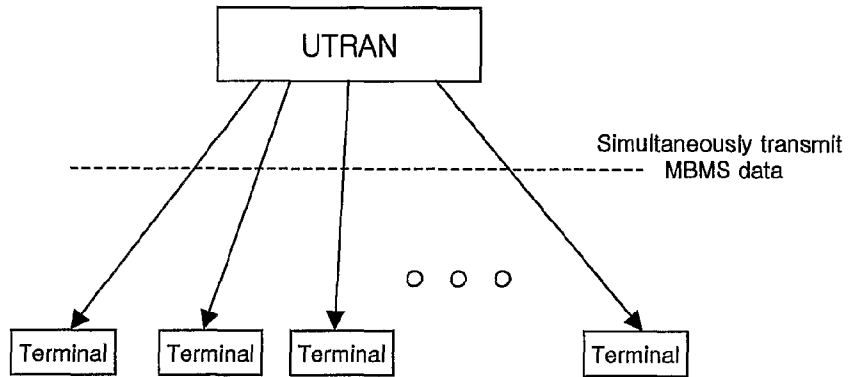 UTRAN
Simultaneously transmit
MBMS data
Terminal
Terminal
Terminal
Terminal